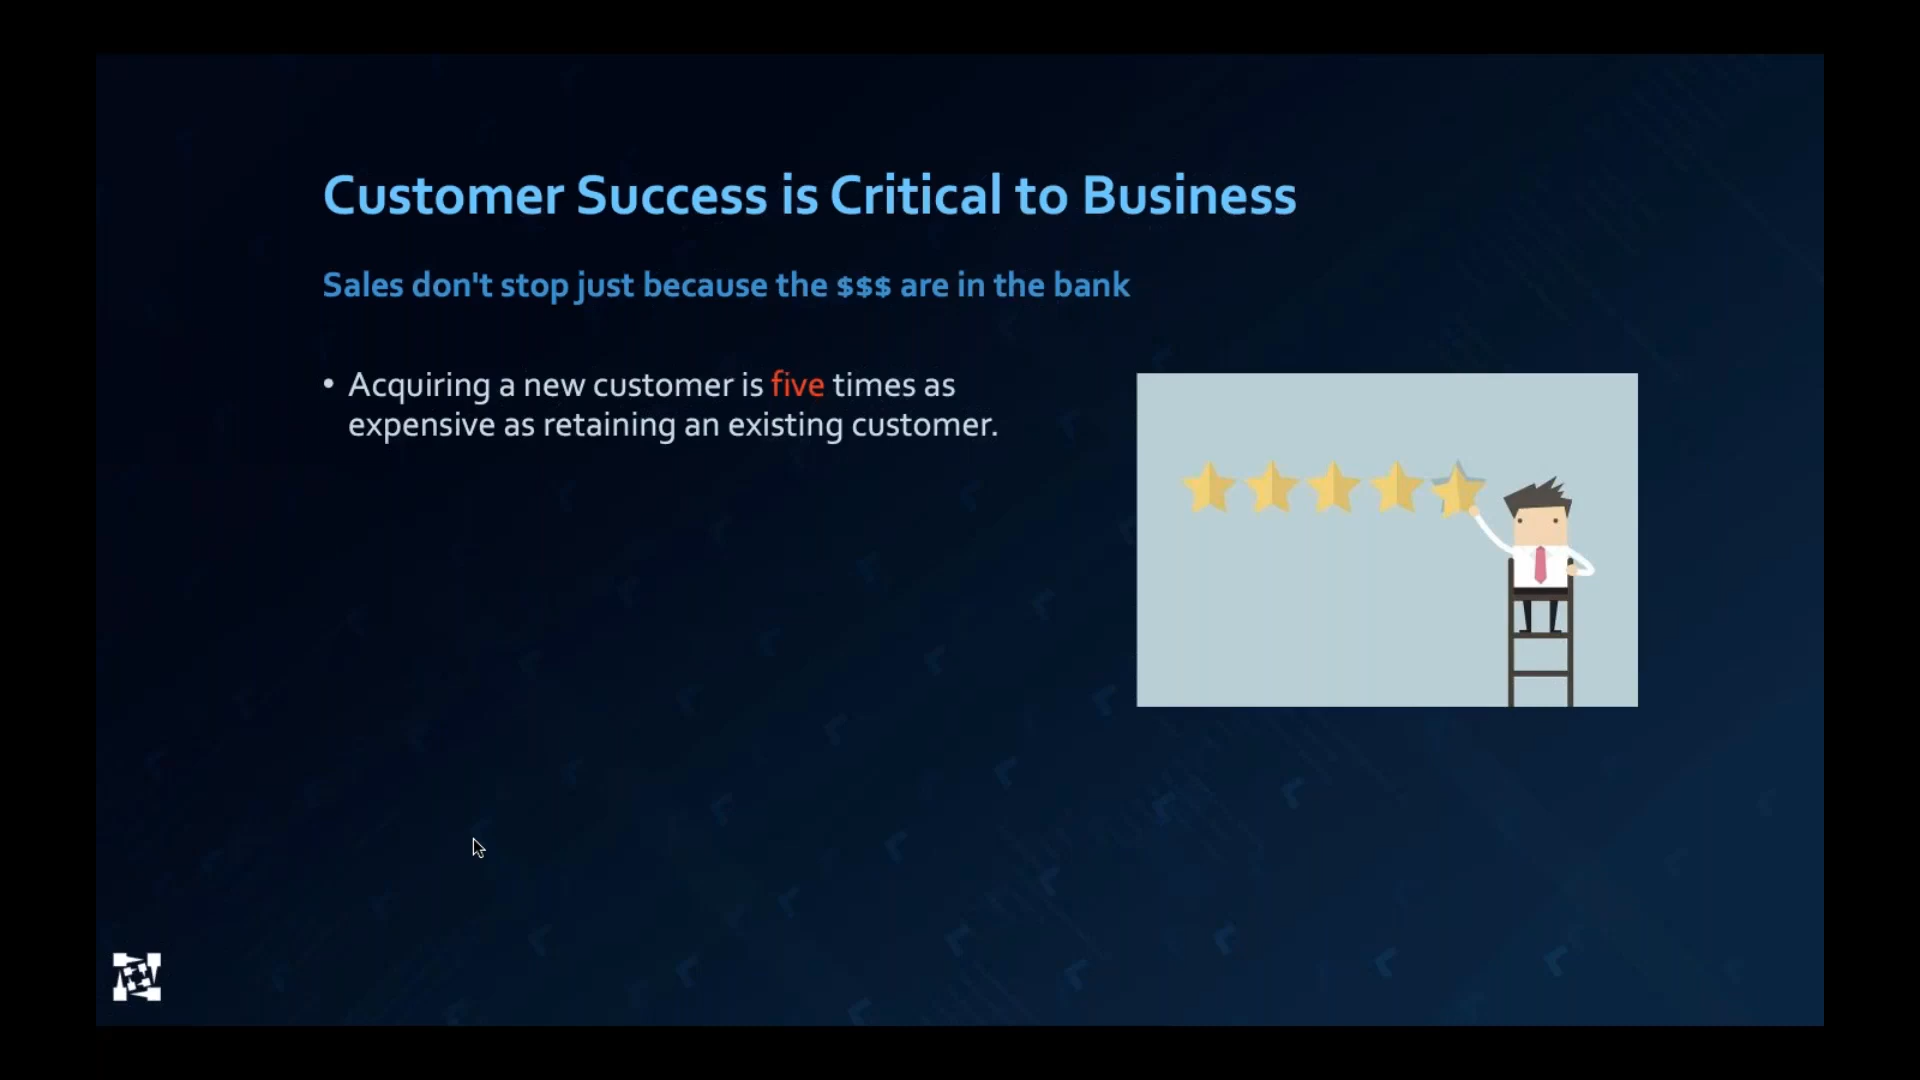 Customer Success is Critical to Business
Sales don't stop just because the $$$ are in the bank
• Acquiring a new customer is five times as
expensive as retaining an existing customer.